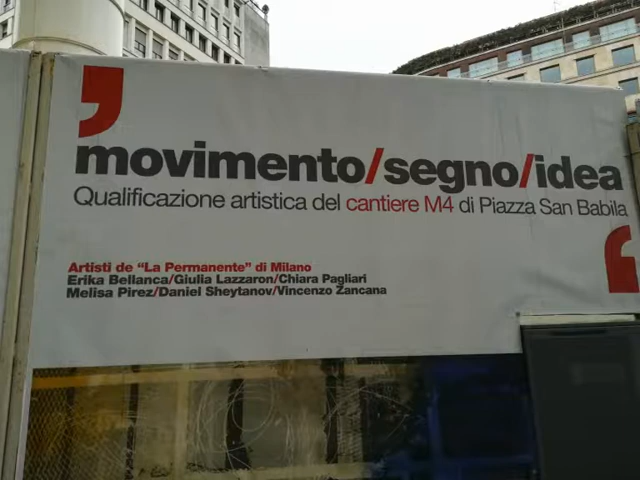 movimento/segno/idea
Qualificazione artistica del cantiere M4 di Piazza San Babila
Artisti de "La Permanente" di Milano
Erika Bellanca/Giulia Lazzaron/Chiara Pagliari
Melisa Pirez/Daniel Sheytanov/Vincenzo Zancana